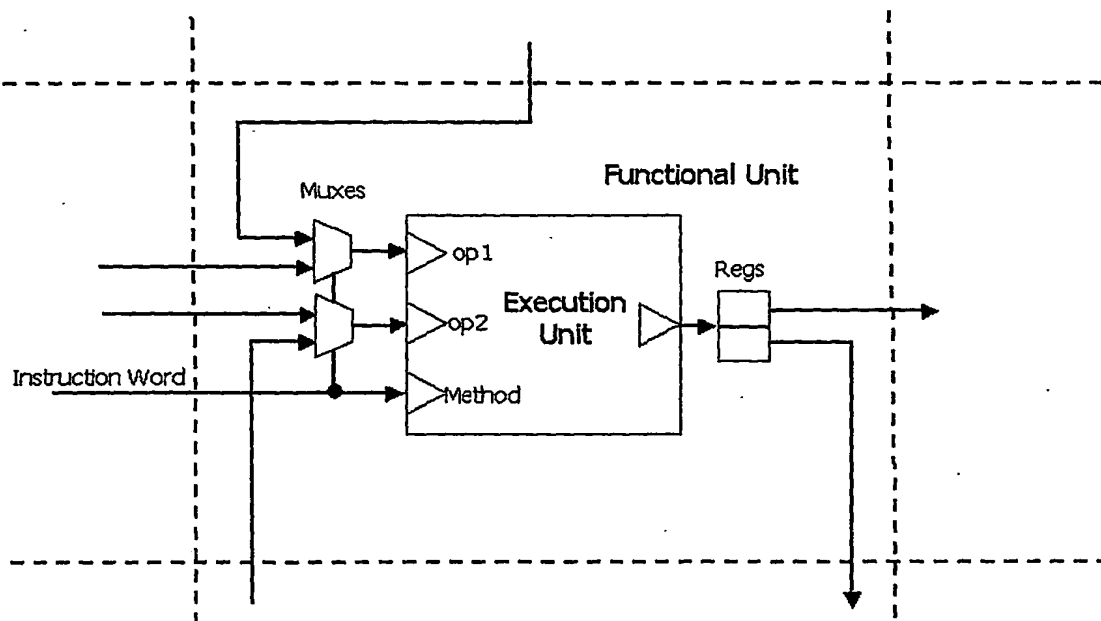 Functional Unit
Muxes
op1
Regs
Execution
Unit
op2
Instruction Word
Method